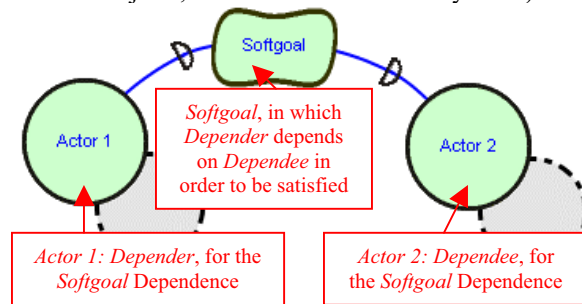 Softgoal
Actor 1
Softgoal, in which
Depender depends
on Dependee in
order to be satisfied
Actor 2
Actor 1: Depender, for the
Softgoal Dependence
Actor 2: Dependee, for
the Softgoal Dependence